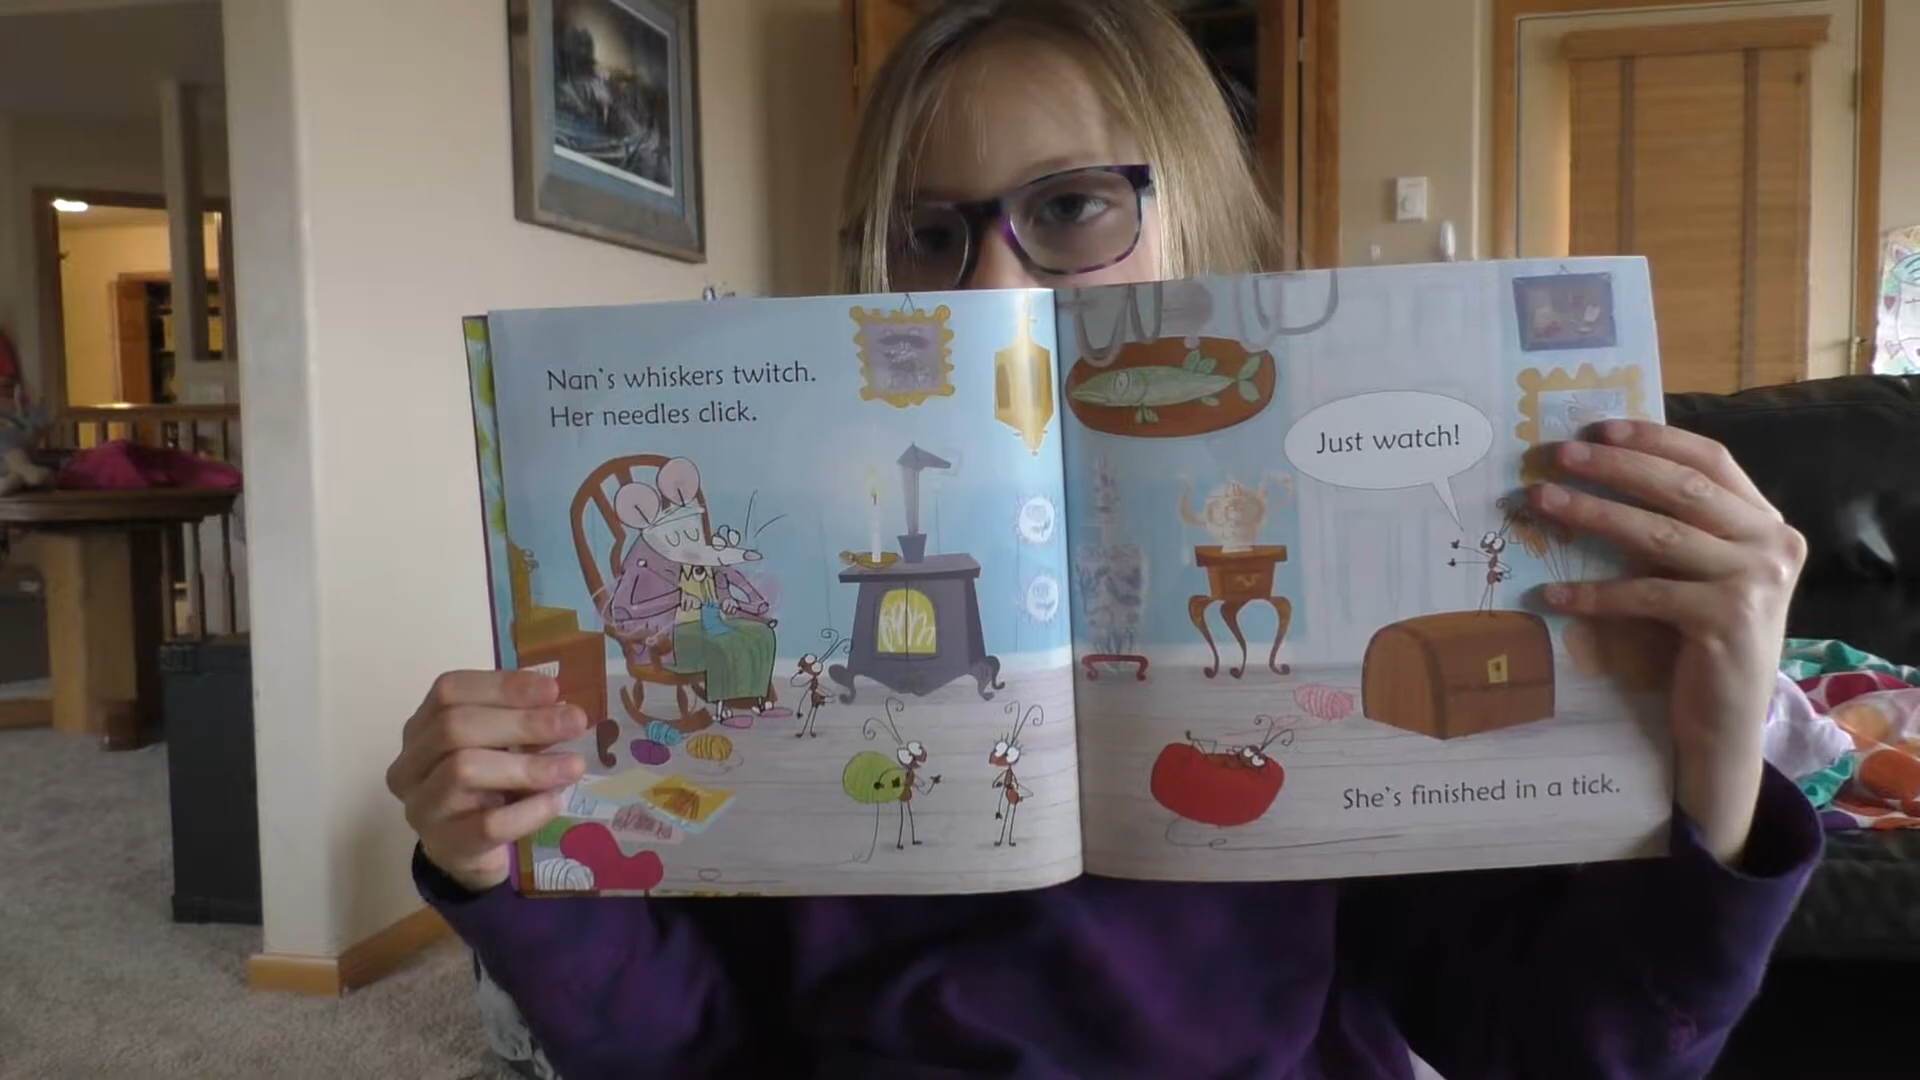 Nan's whiskers twitch.
Her needles click.
Just watch!
She's finished in a tick.